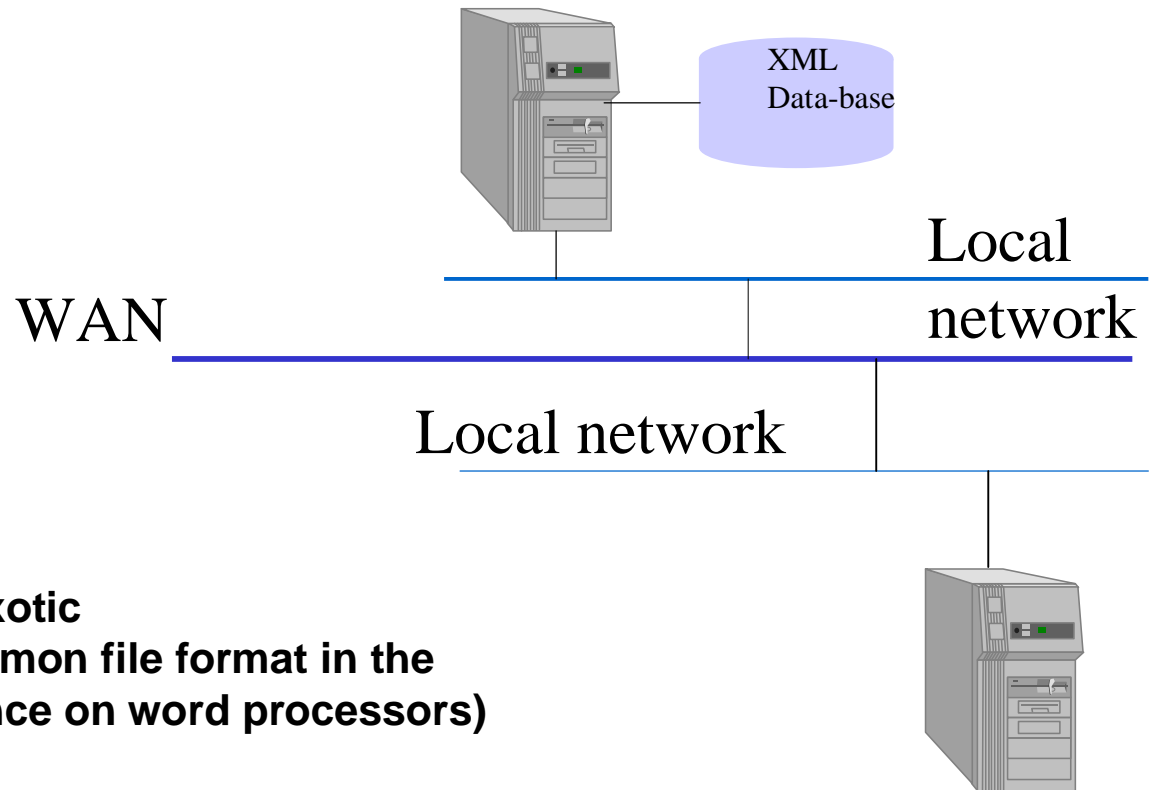 XML
Data-base
Local
network
WAN
Local network
xotic
mon file format in the
nce on word processors)